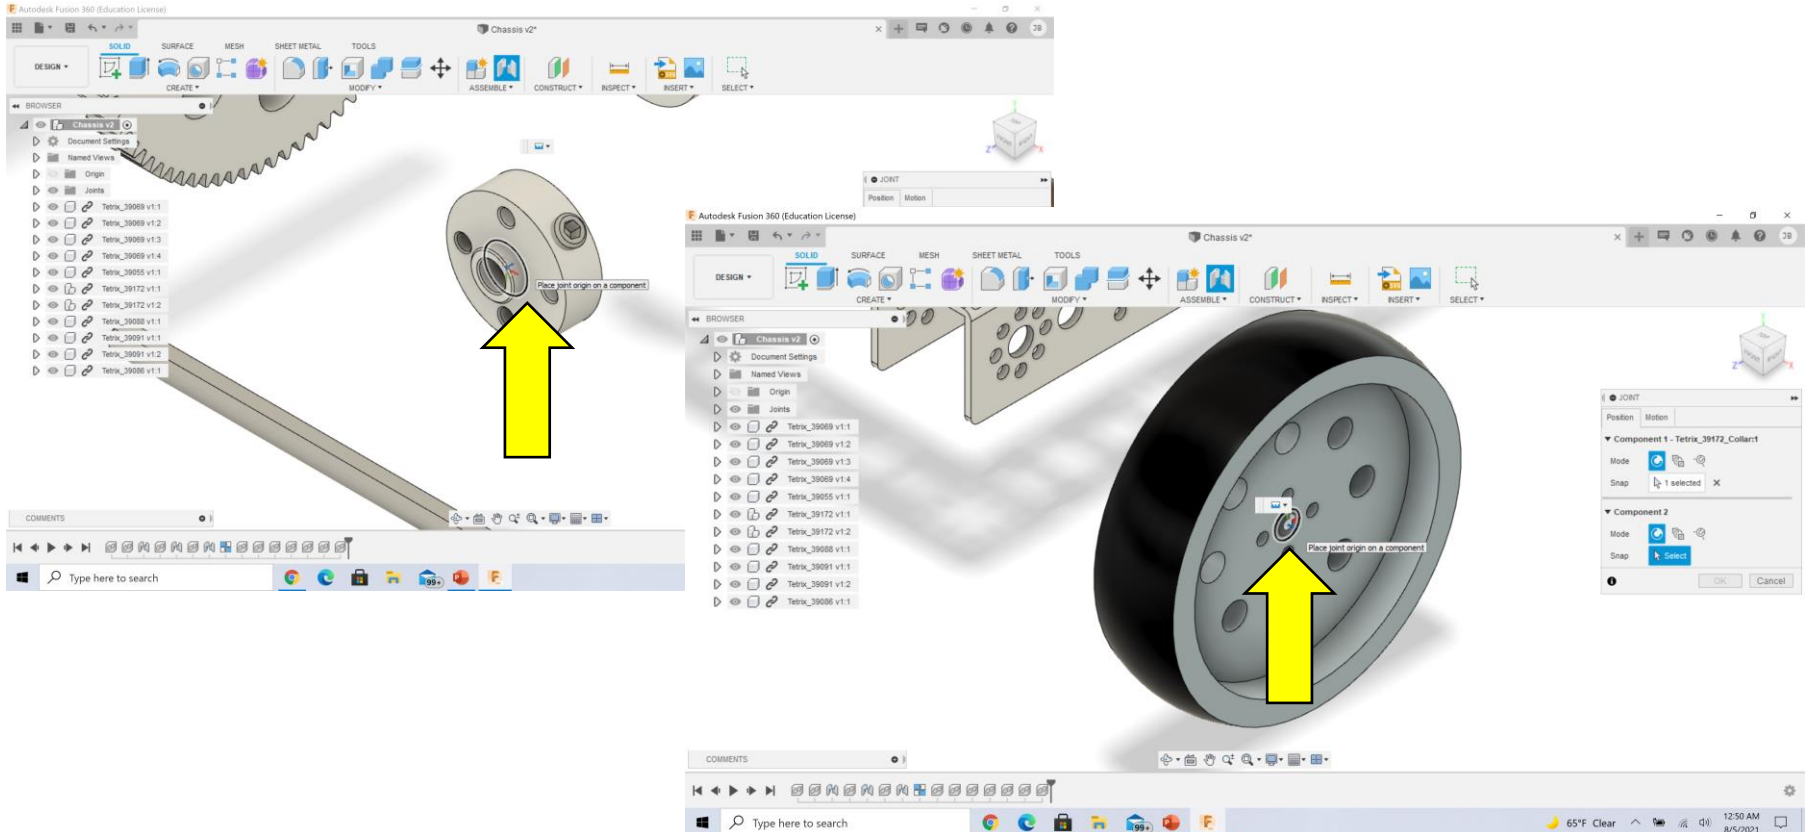 Autodesk Fusion 360 (Education License)
Chassis v2*
JB
SOLID SURFACE MESH SHEET METAL TOOLS
DESIGN
CREATE MODIFY ASSEMBLE CONSTRUCT INSPECT INSERT SELECT
BROWSER
Chassis v2
Document Settings
Named Views
Origin
Joints
Tetrix_39069 v1:1
Tetrix_39069 v1:2
Tetrix_39069 v1:3
Tetrix_39069 v1:4
Tetrix_39055 v1:1
Tetrix_39172 v1:1
Tetrix_39172 v1:2
Tetrix_39088 v1:1
Tetrix_39091 v1:1
Tetrix_39091 v1:2
Tetrix_39086 v1:1
Place joint origin on a component
JOINT
Position Motion
COMMENTS
Type here to search
99+
Autodesk Fusion 360 (Education License)
Chassis v2*
JB
SOLID SURFACE MESH SHEET METAL TOOLS
DESIGN
CREATE MODIFY ASSEMBLE CONSTRUCT INSPECT INSERT SELECT
BROWSER
Chassis v2
Document Settings
Named Views
Origin
Joints
Tetrix_39069 v1:1
Tetrix_39069 v1:2
Tetrix_39069 v1:3
Tetrix_39069 v1:4
Tetrix_39055 v1:1
Tetrix_39172 v1:1
Tetrix_39172 v1:2
Tetrix_39088 v1:1
Tetrix_39091 v1:1
Tetrix_39091 v1:2
Tetrix_39086 v1:1
Place joint origin on a component
JOINT
Position Motion
Component 1 - Tetrix_39172_Collar:1
Mode
Snap 1 selected
Component 2
Mode
Snap Select
OK Cancel
COMMENTS
Type here to search
99+
65°F Clear
12:50 AM
8/5/2021